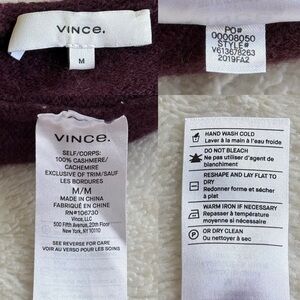 VINCE.
M
PO#
00008050
STYLE#
V613678263
2019FA2
VINCE.
SELF/CORPS:
100% CASHMERE/
CACHEMIRE
EXCLUSIVE OF TRIM/SAUF
LES BORDURES
M/M
MADE IN CHINA
FABRIQUÉ EN CHINE
RN#106730
Vince, LLC
500 Fifth Avenue, 20th Floor
New York, NY 10110
SEE REVERSE FOR CARE
VOIR AU VERSO POUR LES SOINS
HAND WASH COLD
Laver à la main à l'eau froide
DO NOT BLEACH
Ne pas utiliser d'agent de
blanchiment
RESHAPE AND LAY FLAT TO
DRY
Redonner forme et sécher
à plat
WARM IRON IF NECESSARY
Repasser à température
moyenne si nécessaire
OR DRY CLEAN
Ou nettoyer à sec